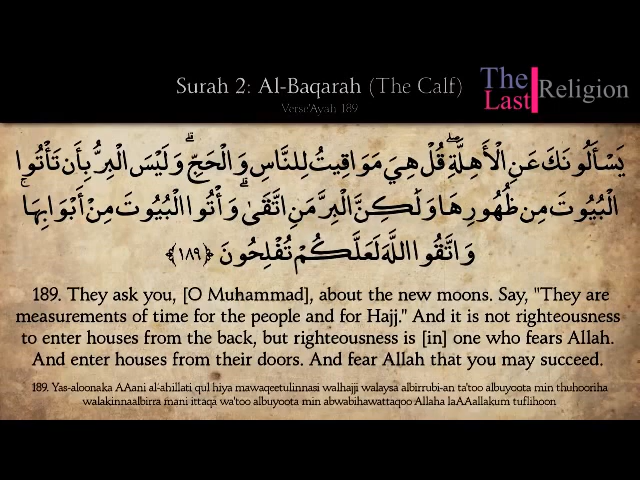 Surah 2: Al-Baqarah (The Calf)
Verse'Ayah 189
The
Last Religion
يَسْأَلُونَكَ عَنِ الْأَهِلَّةِ ۖ قُلْ هِيَ مَوَاقِيتُ لِلنَّاسِ وَالْحَجِّ ۗ وَلَيْسَ الْبِرُّ بِأَن تَأْتُوا
الْبُيُوتَ مِن ظُهُورِهَا وَلَٰكِنَّ الْبِرَّ مَنِ اتَّقَىٰ ۗ وَأْتُوا الْبُيُوتَ مِنْ أَبْوَابِهَا ۚ
وَاتَّقُوا اللَّهَ لَعَلَّكُمْ تُفْلِحُونَ ﴿١٨٩﴾
189. They ask you, [O Muhammad], about the new moons. Say, "They are
measurements of time for the people and for Hajj." And it is not righteousness
to enter houses from the back, but righteousness is [in] one who fears Allah.
And enter houses from their doors. And fear Allah that you may succeed.
189. Yas-aloonaka AAani al-ahillati qul hiya mawaqeetulinnasi walhajji walaysa albirrubi-an ta'too albuyoota min thuhooriha
walakinnaalbirra mani ittaqa wa'too albuyoota min abwabihawattaqoo Allaha laAAallakum tuflihoon